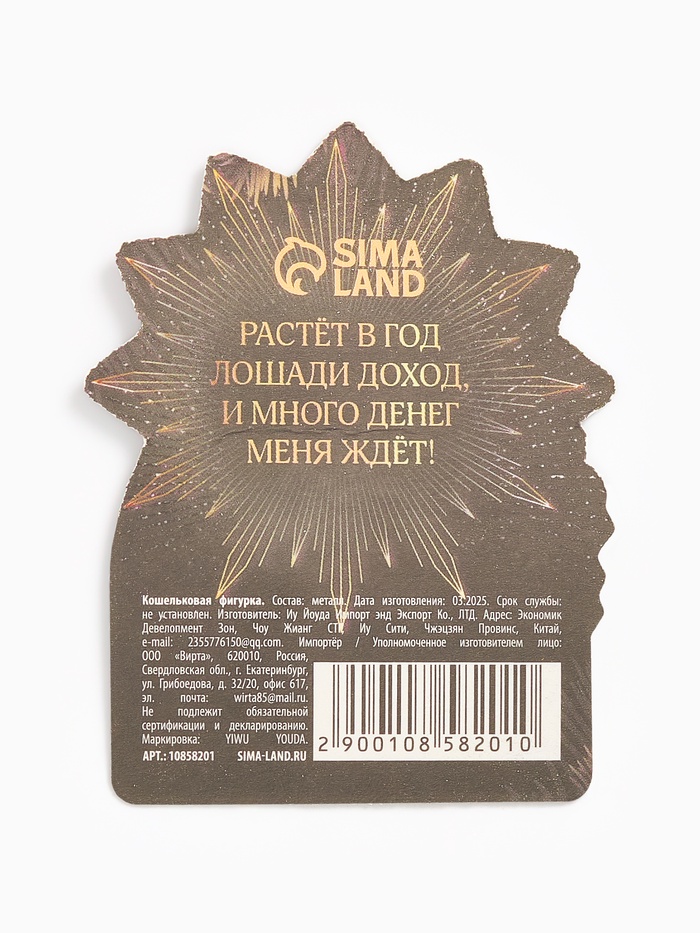 SIMA
LAND
РАСТЁТ В ГОД
ЛОШАДИ ДОХОД,
И МНОГО ДЕНЕГ
МЕНЯ ЖДЁТ!
Кошельковая фигурка. Состав: металл. Дата изготовления: 03.2025. Срок службы:
не установлен. Изготовитель: Иу Йоуда Импорт энд Экспорт Ко., ЛТД. Адрес: Экономик
Девелопмент Зон, Чоу Жианг СТ., Иу Сити, Чжэцзян Провинс, Китай,
e-mail: 2355776150@qq.com. Импортёр / Уполномоченное изготовителем лицо:
ООО «Вирта», 620010, Россия,
Свердловская обл., г. Екатеринбург,
ул. Грибоедова, д. 32/20, офис 617,
эл. почта: wirta85@mail.ru.
Не подлежит обязательной
сертификации и декларированию.
Маркировка: YIWU YOUDA.
АРТ.: 10858201 SIMA-LAND.RU
2 900108 582010